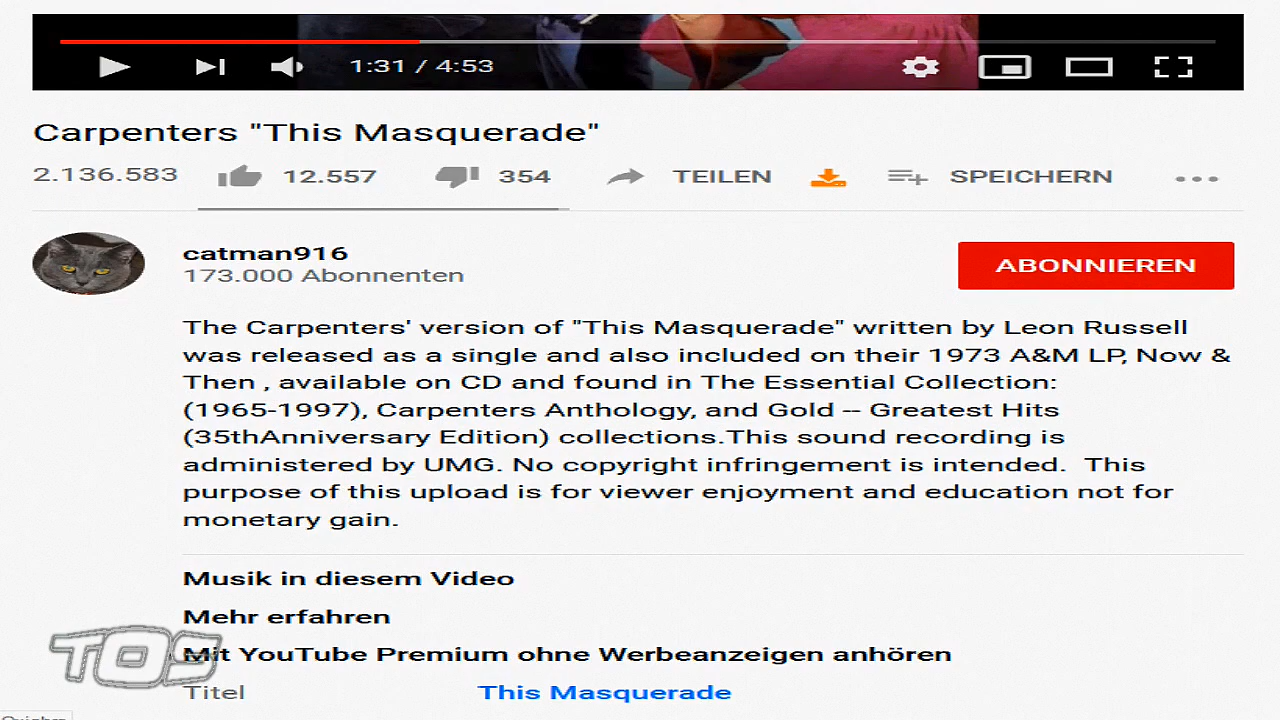 1:31 / 4:53
Carpenters "This Masquerade"
2.136.583 12.557 354 TEILEN SPEICHERN
catman916
173.000 Abonnenten
ABONNIEREN
The Carpenters' version of "This Masquerade" written by Leon Russell
was released as a single and also included on their 1973 A&M LP, Now &
Then , available on CD and found in The Essential Collection:
(1965-1997), Carpenters Anthology, and Gold -- Greatest Hits
(35thAnniversary Edition) collections.This sound recording is
administered by UMG. No copyright infringement is intended.  This
purpose of this upload is for viewer enjoyment and education not for
monetary gain.
Musik in diesem Video
Mehr erfahren
Mit YouTube Premium ohne Werbeanzeigen anhören
TOS
Titel This Masquerade